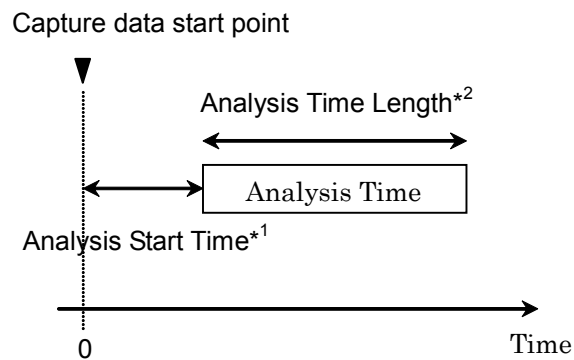 Capture data start point
Analysis Time Length*2
Analysis Time
Analysis Start Time*1
0
Time